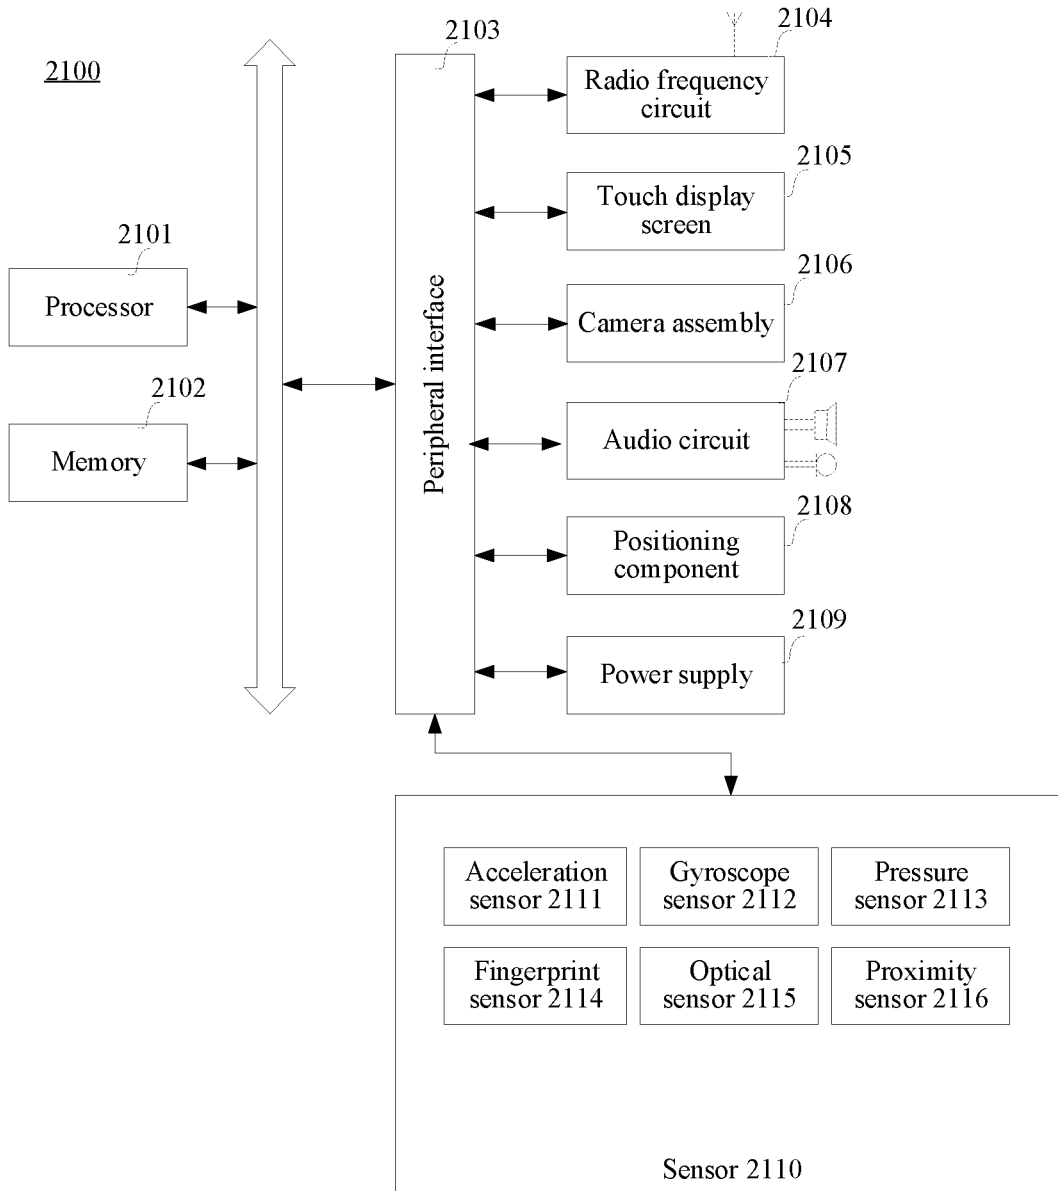 2100
2103
2104
Radio frequency
circuit
2105
Touch display
screen
2101
Processor
2106
Camera assembly
2102
Memory
Peripheral interface
2107
Audio circuit
2108
Positioning
component
2109
Power supply
Acceleration
sensor 2111
Gyroscope
sensor 2112
Pressure
sensor 2113
Fingerprint
sensor 2114
Optical
sensor 2115
Proximity
sensor 2116
Sensor 2110